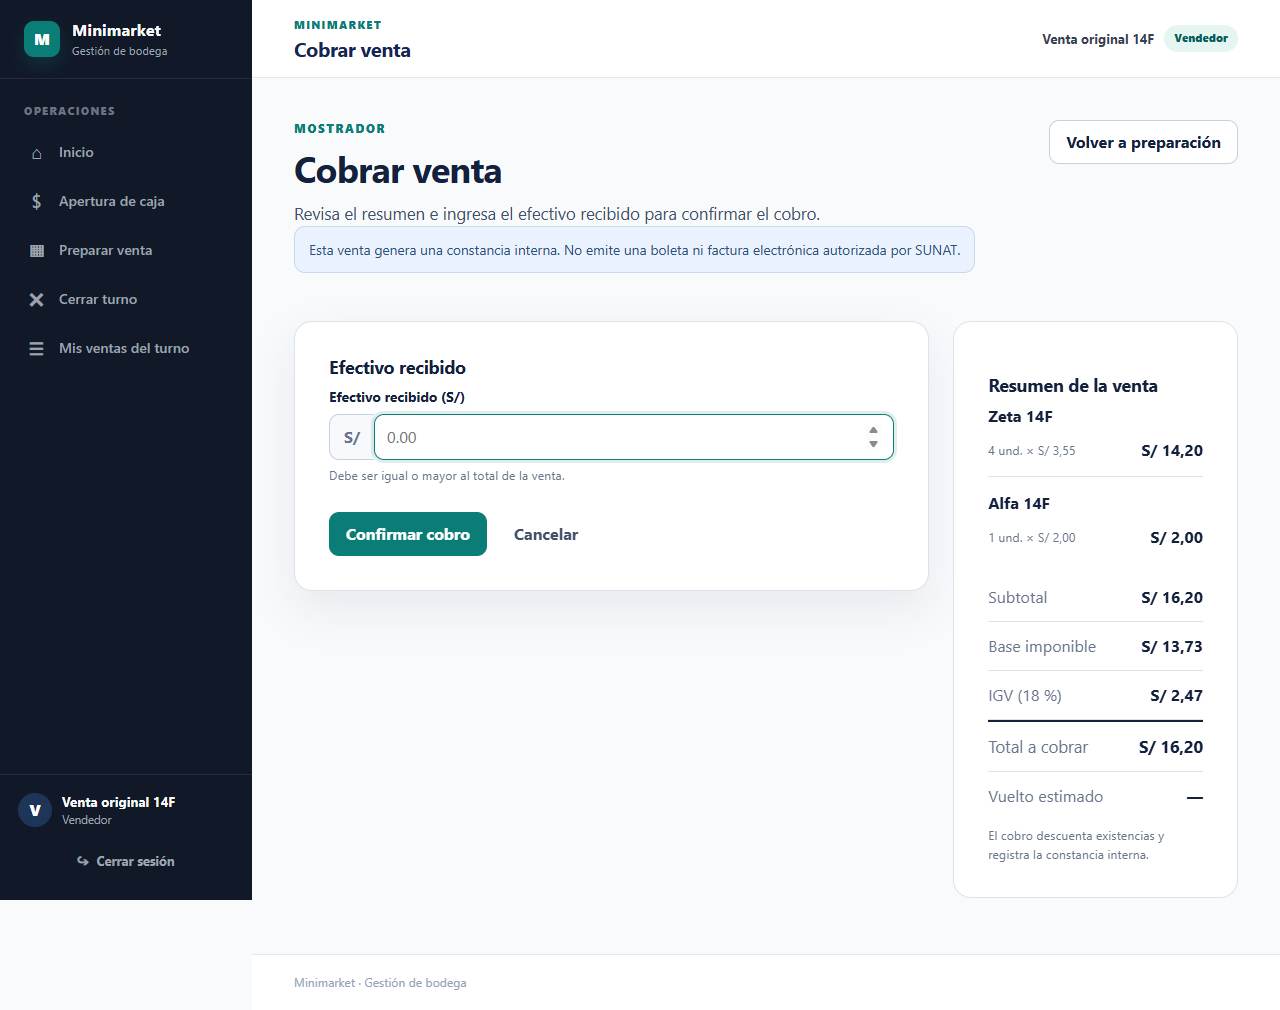 M
Minimarket
Gestión de bodega
OPERACIONES
Inicio
$ Apertura de caja
Preparar venta
Cerrar turno
Mis ventas del turno
V
Venta original 14F
Vendedor
Cerrar sesión
MINIMARKET
Cobrar venta
Venta original 14F
Vendedor
MOSTRADOR
Cobrar venta
Volver a preparación
Revisa el resumen e ingresa el efectivo recibido para confirmar el cobro.
Esta venta genera una constancia interna. No emite una boleta ni factura electrónica autorizada por SUNAT.
Efectivo recibido
Efectivo recibido (S/)
S/ 0.00
Debe ser igual o mayor al total de la venta.
Confirmar cobro
Cancelar
Resumen de la venta
Zeta 14F
4 und. × S/ 3,55 S/ 14,20
Alfa 14F
1 und. × S/ 2,00 S/ 2,00
Subtotal S/ 16,20
Base imponible S/ 13,73
IGV (18 %) S/ 2,47
Total a cobrar S/ 16,20
Vuelto estimado —
El cobro descuenta existencias y
registra la constancia interna.
Minimarket · Gestión de bodega